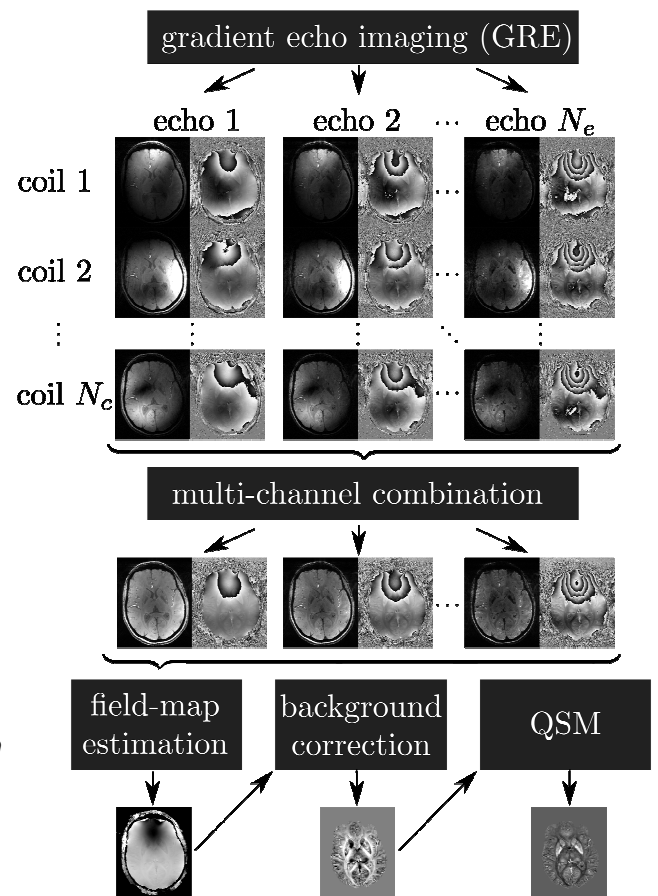 gradient echo imaging (GRE)
echo 1 echo 2 ... echo Nₑ
coil 1 ...
coil 2 ...
coil N_c ...
multi-channel combination
...
field-map estimation
background correction
QSM